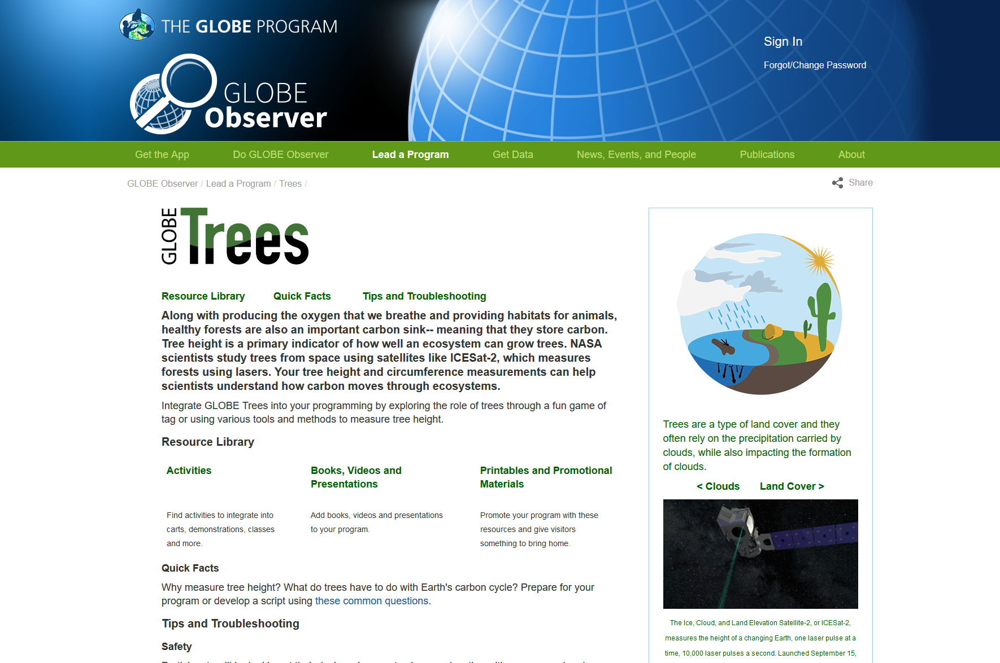 THE GLOBE PROGRAM
GLOBE
Observer
Sign In
Forgot/Change Password
Get the App
Do GLOBE Observer
Lead a Program
Get Data
News, Events, and People
Publications
About
GLOBE Observer / Lead a Program / Trees /
Share
GLOBE
Trees
Resource Library
Quick Facts
Tips and Troubleshooting
Along with producing the oxygen that we breathe and providing habitats for animals,
healthy forests are also an important carbon sink-- meaning that they store carbon.
Tree height is a primary indicator of how well an ecosystem can grow trees. NASA
scientists study trees from space using satellites like ICESat-2, which measures
forests using lasers. Your tree height and circumference measurements can help
scientists understand how carbon moves through ecosystems.
Integrate GLOBE Trees into your programming by exploring the role of trees through a fun game of
tag or using various tools and methods to measure tree height.
Resource Library
Activities
Find activities to integrate into
carts, demonstrations, classes
and more.
Books, Videos and
Presentations
Add books, videos and presentations
to your program.
Printables and Promotional
Materials
Promote your program with these
resources and give visitors
something to bring home.
Quick Facts
Why measure tree height? What do trees have to do with Earth's carbon cycle? Prepare for your
program or develop a script using these common questions.
Tips and Troubleshooting
Safety
Trees are a type of land cover and they
often rely on the precipitation carried by
clouds, while also impacting the formation
of clouds.
< Clouds
Land Cover >
The Ice, Cloud, and Land Elevation Satellite-2, or ICESat-2,
measures the height of a changing Earth, one laser pulse at a
time, 10,000 laser pulses a second. Launched September 15,